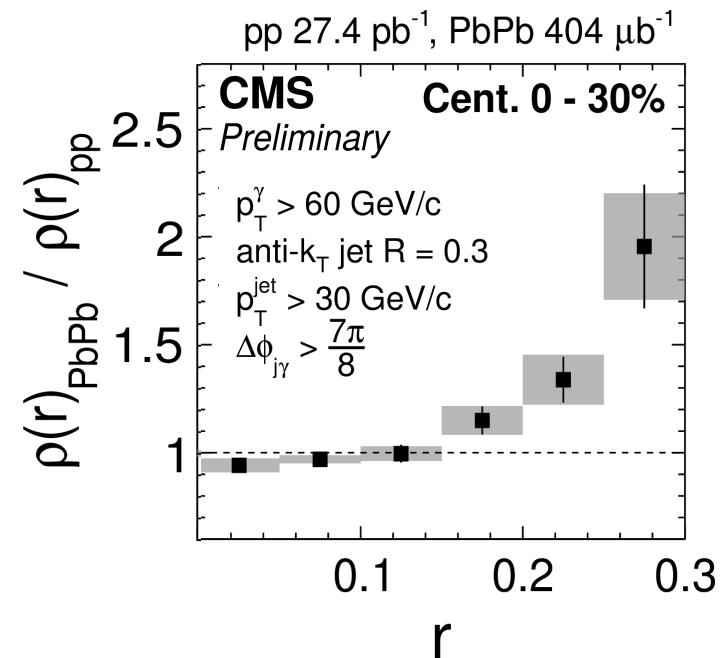 pp 27.4 pb⁻¹, PbPb 404 μb⁻¹
CMS
Cent. 0 - 30%
Preliminary
p_T^γ > 60 GeV/c
anti-k_T jet R = 0.3
p_T^jet > 30 GeV/c
Δϕ_jγ > 7π/8
ρ(r)_PbPb / ρ(r)_pp
2.5
2
1.5
1
0.1
0.2
0.3
r